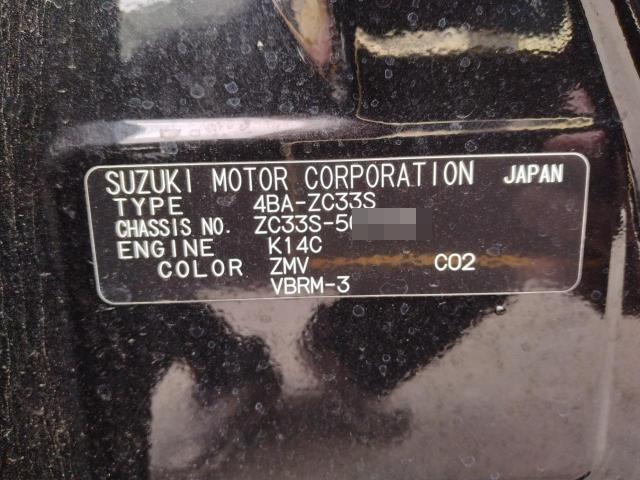 SUZUKI MOTOR CORPORATION JAPAN
TYPE 4BA-ZC33S
CHASSIS NO. ZC33S-5
ENGINE K14C
COLOR ZMV C02
VBRM-3